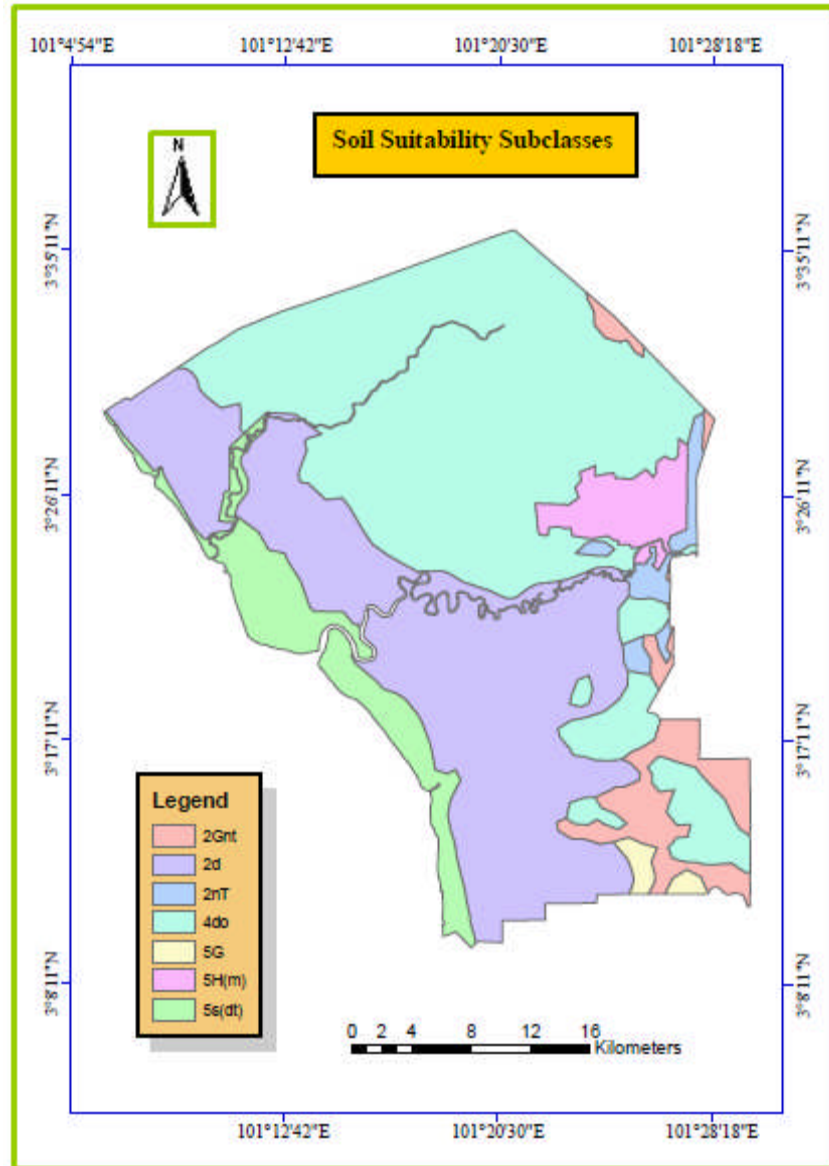 101°4'54"E 101°12'42"E 101°20'30"E 101°28'18"E
N
Soil Suitability Subclasses
3°35'11"N 3°35'11"N
3°26'11"N 3°26'11"N
3°17'11"N 3°17'11"N
Legend
2Gnt
2d
2nT
4do
5G
5H(m)
5s(dt)
3°8'11"N 3°8'11"N
0 2 4 8 12 16
Kilometers
101°12'42"E 101°20'30"E 101°28'18"E